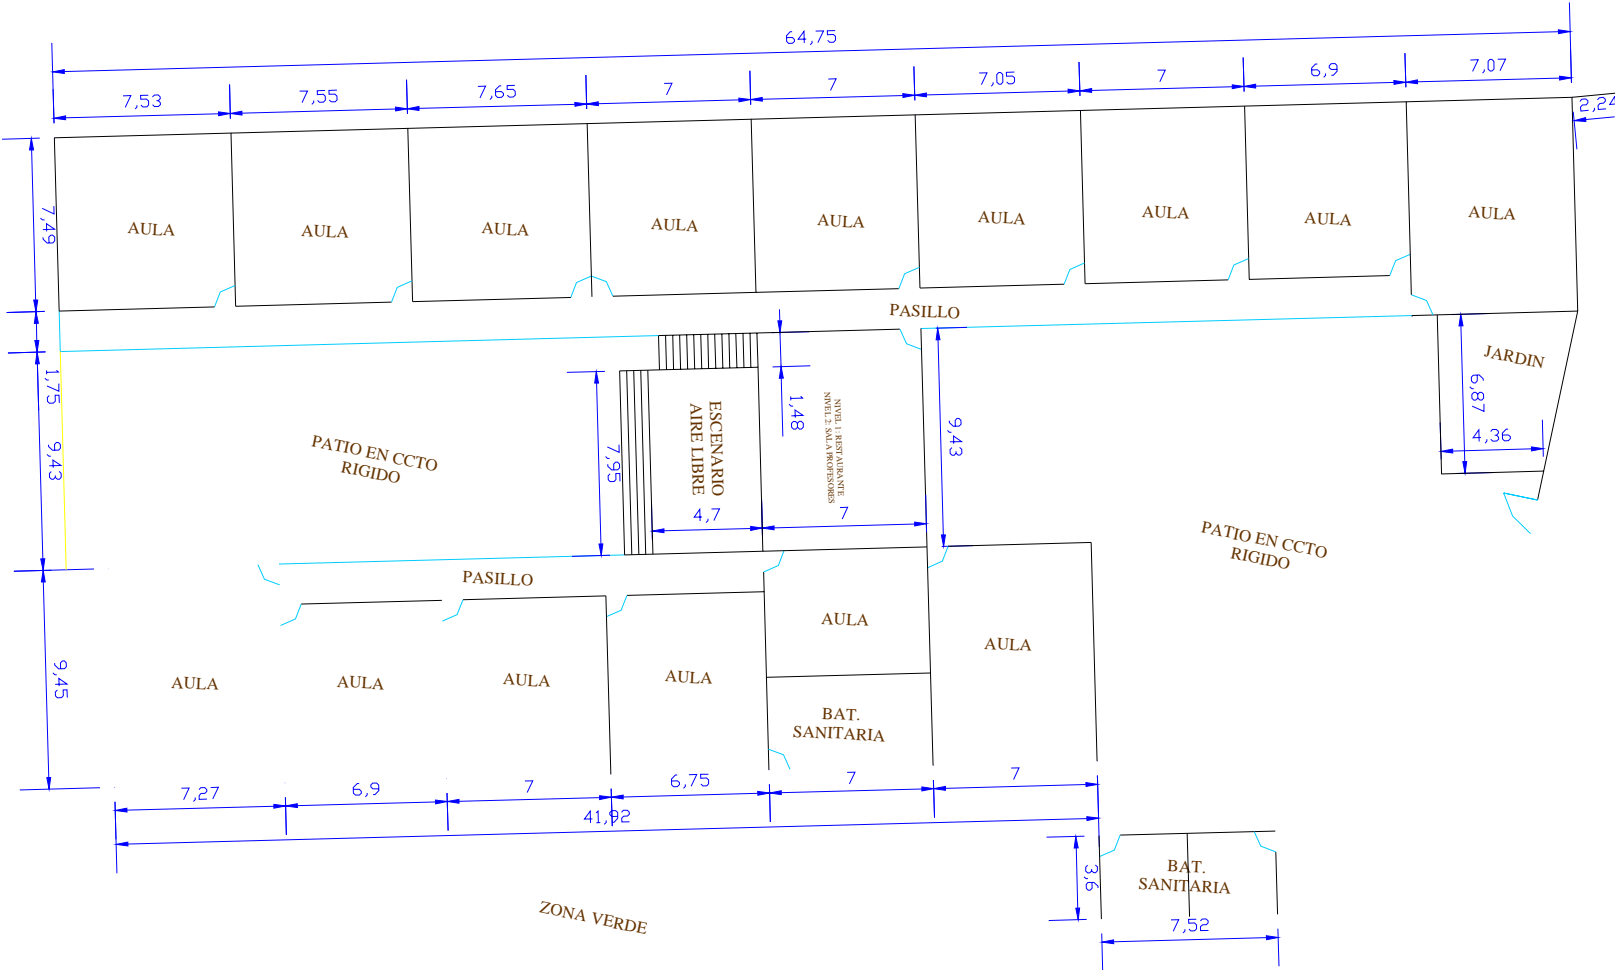 64,75
7,53
7,55
7,65
7
7
7,05
7
6,9
7,07
2,24
7,49
AULA
AULA
AULA
AULA
AULA
AULA
AULA
AULA
AULA
PASILLO
1,75
9,43
PATIO EN CCTO
RIGIDO
7,95
ESCENARIO
AIRE LIBRE
4,7
1,48
NIVEL 1: RESTAURANTE
NIVEL 2: SALA PROFESORES
7
9,43
JARDIN
6,87
4,36
PATIO EN CCTO
RIGIDO
PASILLO
9,45
AULA
AULA
AULA
AULA
AULA
AULA
BAT.
SANITARIA
7,27
6,9
7
6,75
7
7
41,92
3,6
BAT.
SANITARIA
7,52
ZONA VERDE